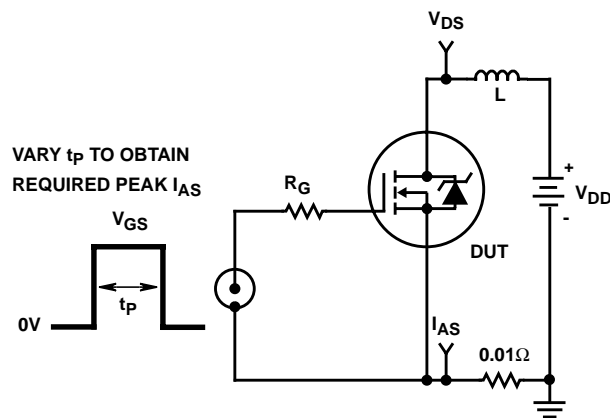 V_DS
L
VARY t_P TO OBTAIN
REQUIRED PEAK I_AS
R_G
+
V_DD
-
V_GS
DUT
t_P
0V
I_AS
0.01Ω